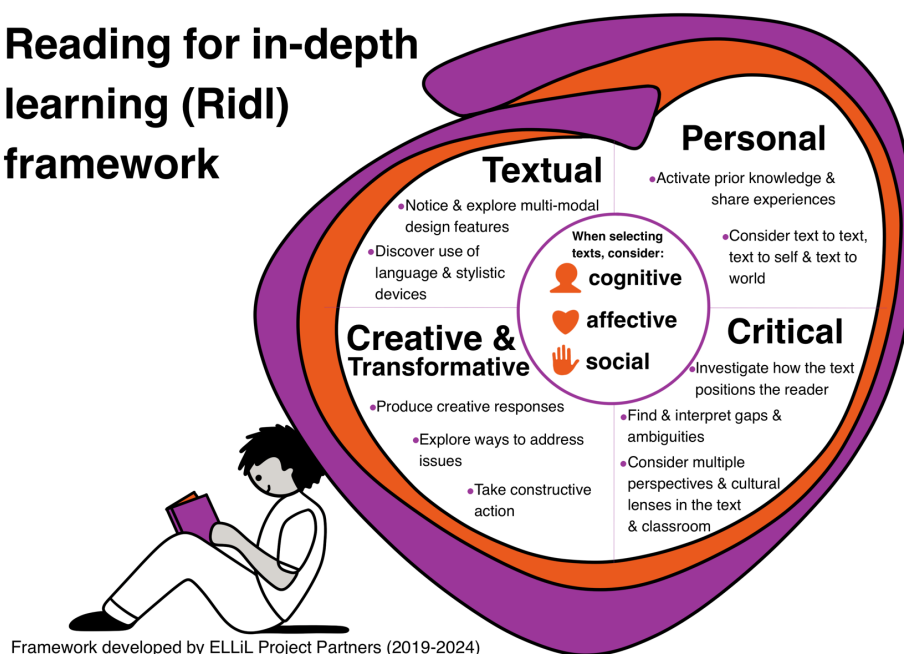 Reading for in-depth
learning (Ridl)
framework
Textual
•Notice & explore multi-modal
design features
•Discover use of
language & stylistic
devices
Personal
•Activate prior knowledge &
share experiences
•Consider text to text,
text to self & text to
world
When selecting
texts, consider:
cognitive
affective
social
Creative &
Transformative
•Produce creative responses
•Explore ways to address
issues
•Take constructive
action
Critical
•Investigate how the text
positions the reader
•Find & interpret gaps &
ambiguities
•Consider multiple
perspectives & cultural
lenses in the text
& classroom
Framework developed by ELLiL Project Partners (2019-2024)